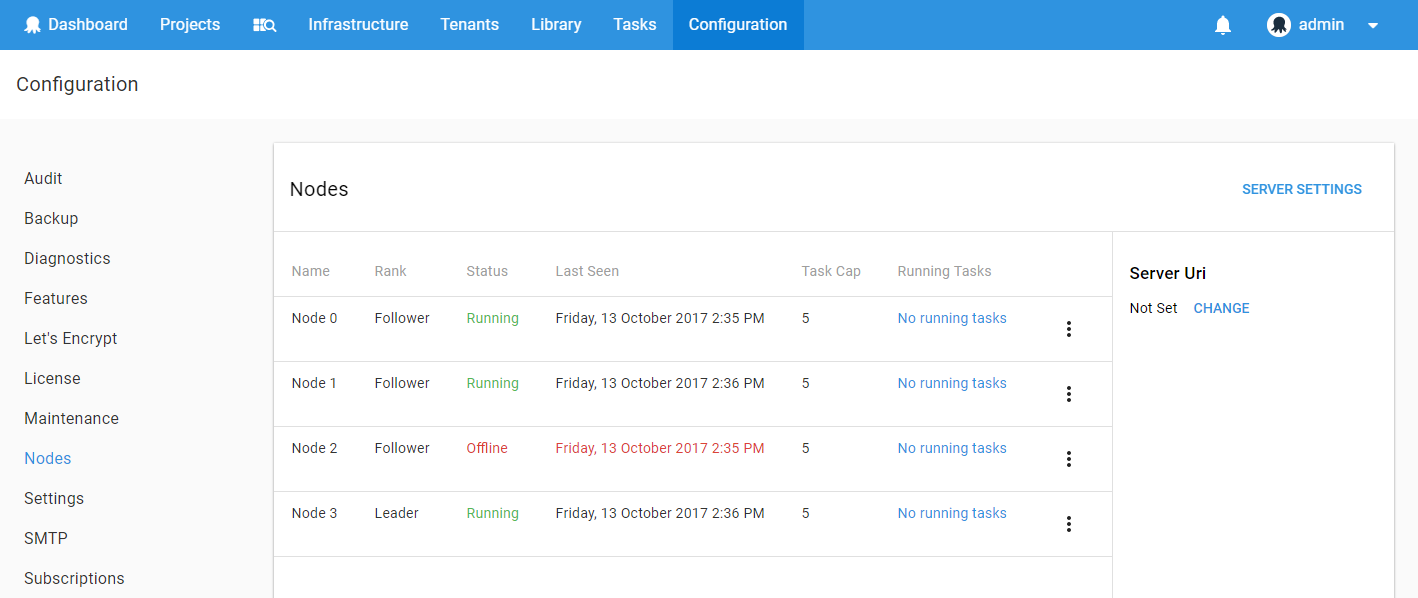 Dashboard Projects Infrastructure Tenants Library Tasks Configuration admin
Configuration
Audit
Backup
Diagnostics
Features
Let's Encrypt
License
Maintenance
Nodes
Settings
SMTP
Subscriptions
Nodes SERVER SETTINGS
Name Rank Status Last Seen Task Cap Running Tasks
Node 0 Follower Running Friday, 13 October 2017 2:35 PM 5 No running tasks
Node 1 Follower Running Friday, 13 October 2017 2:36 PM 5 No running tasks
Node 2 Follower Offline Friday, 13 October 2017 2:35 PM 5 No running tasks
Node 3 Leader Running Friday, 13 October 2017 2:36 PM 5 No running tasks
Server Uri
Not Set CHANGE